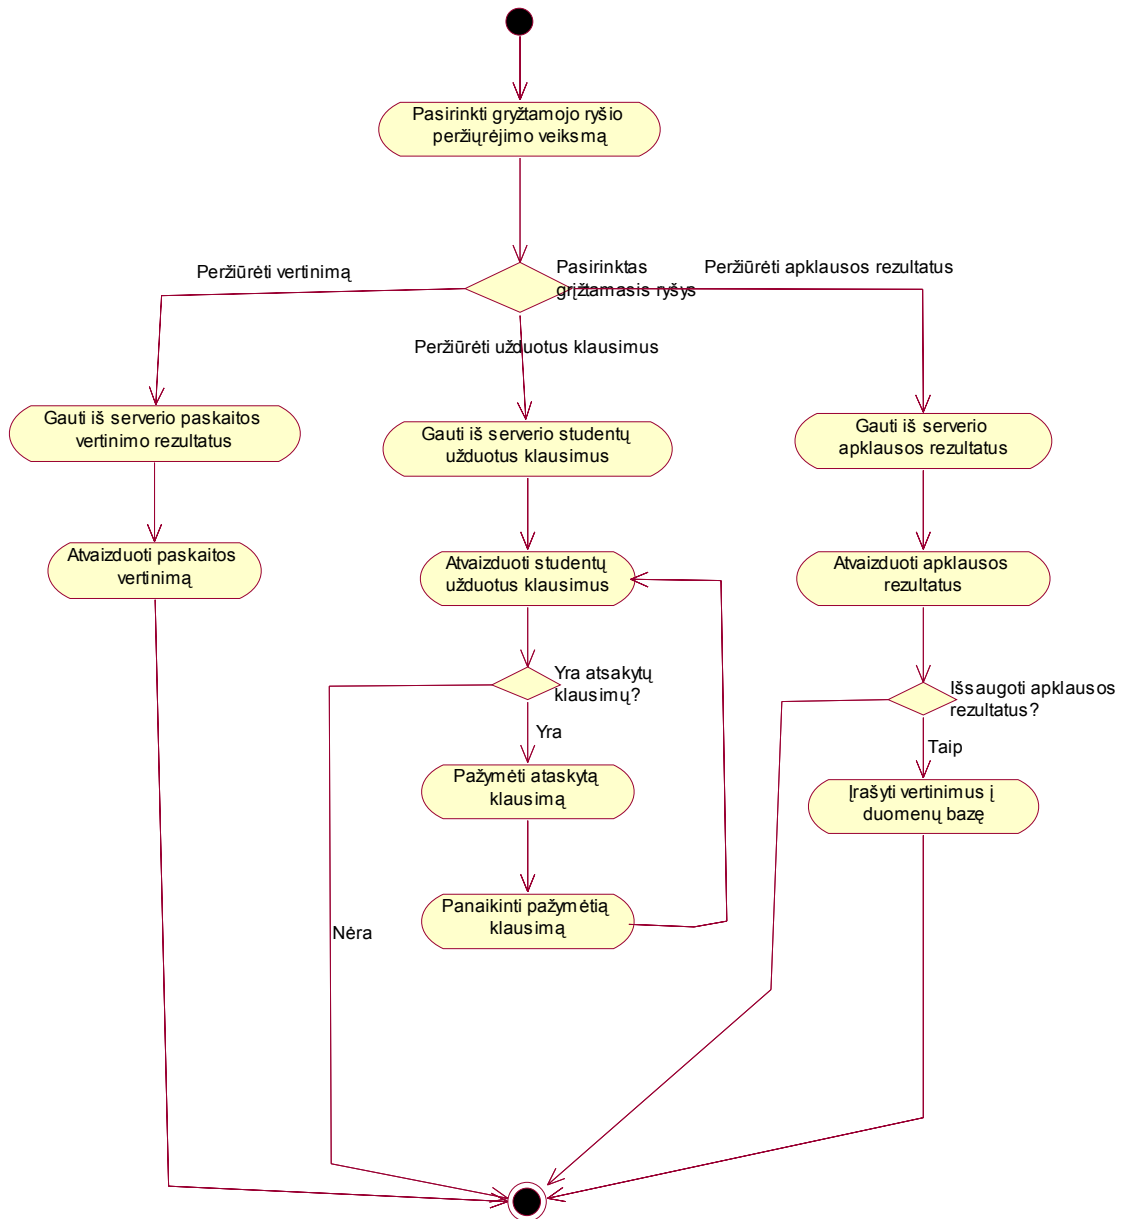 Pasirinkti gryžtamojo ryšio
peržiųrėjimo veiksmą
Peržiūrėti vertinimą
Pasirinktas
grįžtamasis ryšys
Peržiūrėti apklausos rezultatus
Peržiūrėti užduotus klausimus
Gauti iš serverio paskaitos
vertinimo rezultatus
Gauti iš serverio studentų
užduotus klausimus
Gauti iš serverio
apklausos rezultatus
Atvaizduoti paskaitos
vertinimą
Atvaizduoti studentų
užduotus klausimus
Atvaizduoti apklausos
rezultatus
Yra atsakytų
klausimų?
Išsaugoti apklausos
rezultatus?
Yra
Taip
Pažymėti ataskytą
klausimą
Įrašyti vertinimus į
duomenų bazę
Panaikinti pažymėtią
klausimą
Nėra